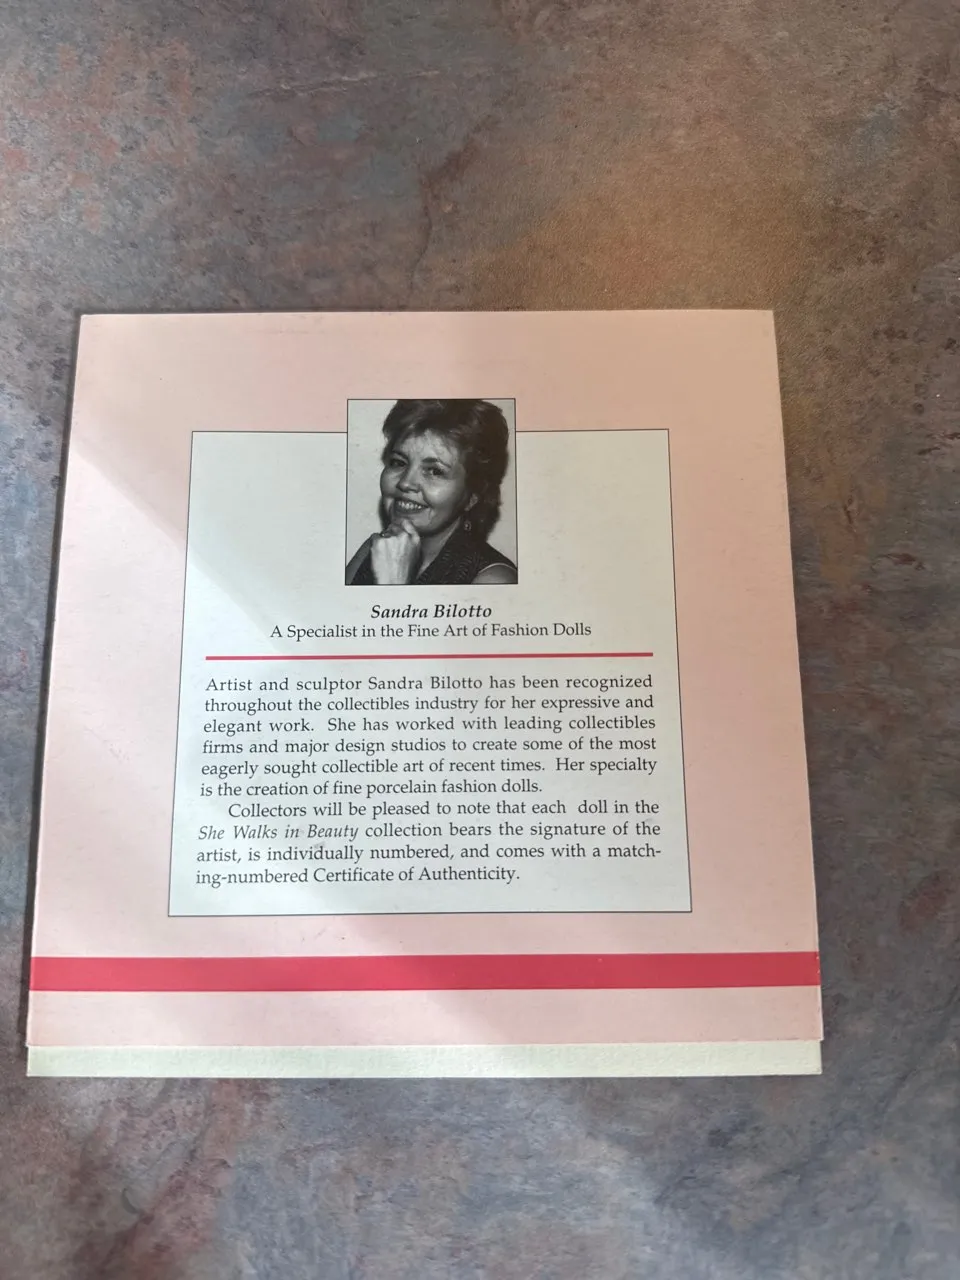 Sandra Bilotto
A Specialist in the Fine Art of Fashion Dolls
Artist and sculptor Sandra Bilotto has been recognized
throughout the collectibles industry for her expressive and
elegant work. She has worked with leading collectibles
firms and major design studios to create some of the most
eagerly sought collectible art of recent times. Her specialty
is the creation of fine porcelain fashion dolls.
Collectors will be pleased to note that each doll in the
She Walks in Beauty collection bears the signature of the
artist, is individually numbered, and comes with a match-
ing-numbered Certificate of Authenticity.